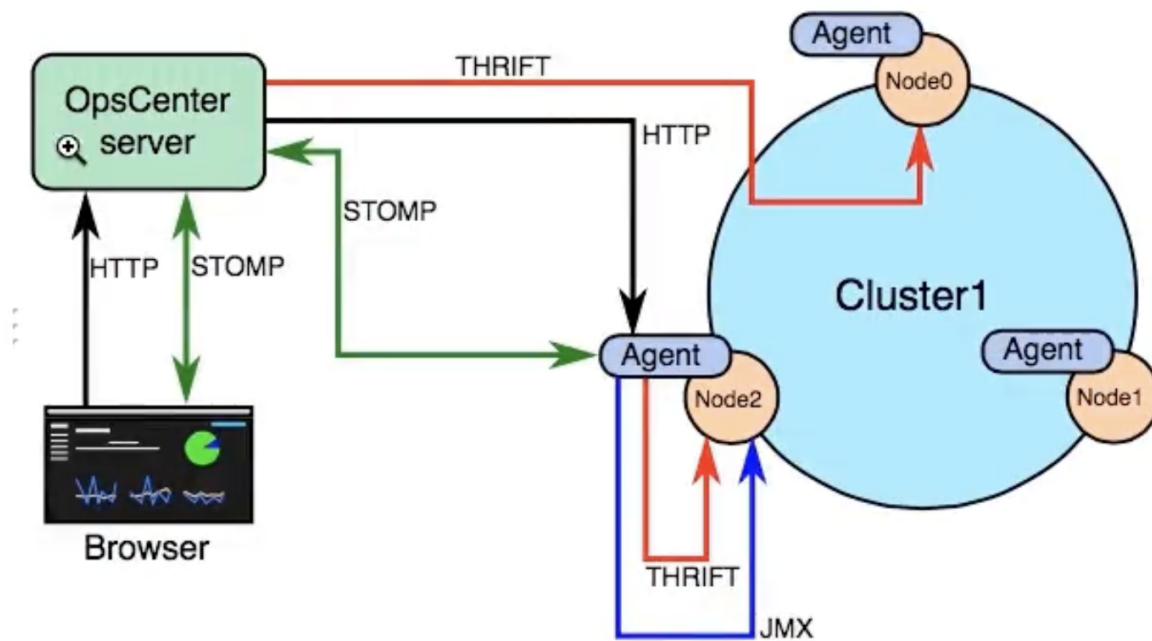 Agent
THRIFT
Node0
OpsCenter
server
HTTP
STOMP
HTTP
STOMP
Cluster1
Agent
Agent
Node2
Node1
Browser
THRIFT
JMX